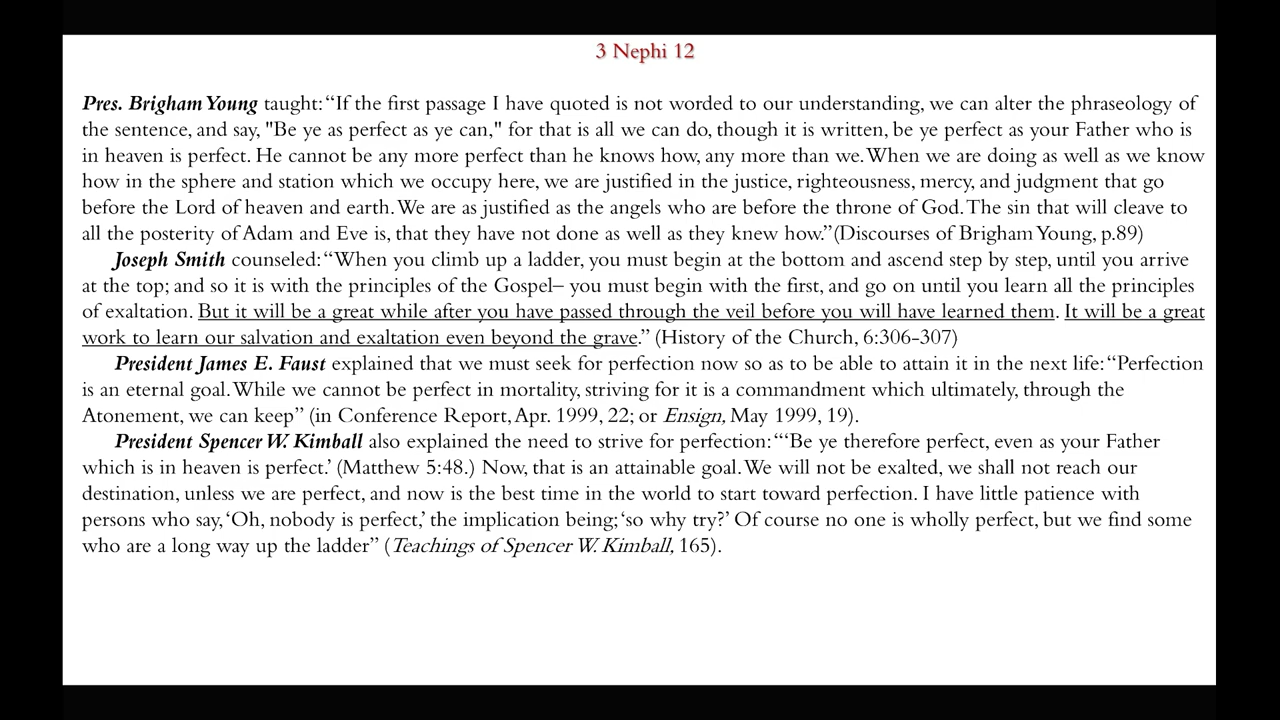 3 Nephi 12
Pres. Brigham Young taught: “If the first passage I have quoted is not worded to our understanding, we can alter the phraseology of
the sentence, and say, "Be ye as perfect as ye can," for that is all we can do, though it is written, be ye perfect as your Father who is
in heaven is perfect. He cannot be any more perfect than he knows how, any more than we. When we are doing as well as we know
how in the sphere and station which we occupy here, we are justified in the justice, righteousness, mercy, and judgment that go
before the Lord of heaven and earth. We are as justified as the angels who are before the throne of God. The sin that will cleave to
all the posterity of Adam and Eve is, that they have not done as well as they knew how.” (Discourses of Brigham Young, p.89)
Joseph Smith counseled: “When you climb up a ladder, you must begin at the bottom and ascend step by step, until you arrive
at the top; and so it is with the principles of the Gospel– you must begin with the first, and go on until you learn all the principles
of exaltation. But it will be a great while after you have passed through the veil before you will have learned them. It will be a great
work to learn our salvation and exaltation even beyond the grave.” (History of the Church, 6:306-307)
President James E. Faust explained that we must seek for perfection now so as to be able to attain it in the next life: “Perfection
is an eternal goal. While we cannot be perfect in mortality, striving for it is a commandment which ultimately, through the
Atonement, we can keep” (in Conference Report, Apr. 1999, 22; or Ensign, May 1999, 19).
President Spencer W. Kimball also explained the need to strive for perfection: “‘Be ye therefore perfect, even as your Father
which is in heaven is perfect.’ (Matthew 5:48.) Now, that is an attainable goal. We will not be exalted, we shall not reach our
destination, unless we are perfect, and now is the best time in the world to start toward perfection. I have little patience with
persons who say, ‘Oh, nobody is perfect,’ the implication being; ‘so why try?’ Of course no one is wholly perfect, but we find some
who are a long way up the ladder” (Teachings of Spencer W. Kimball, 165).